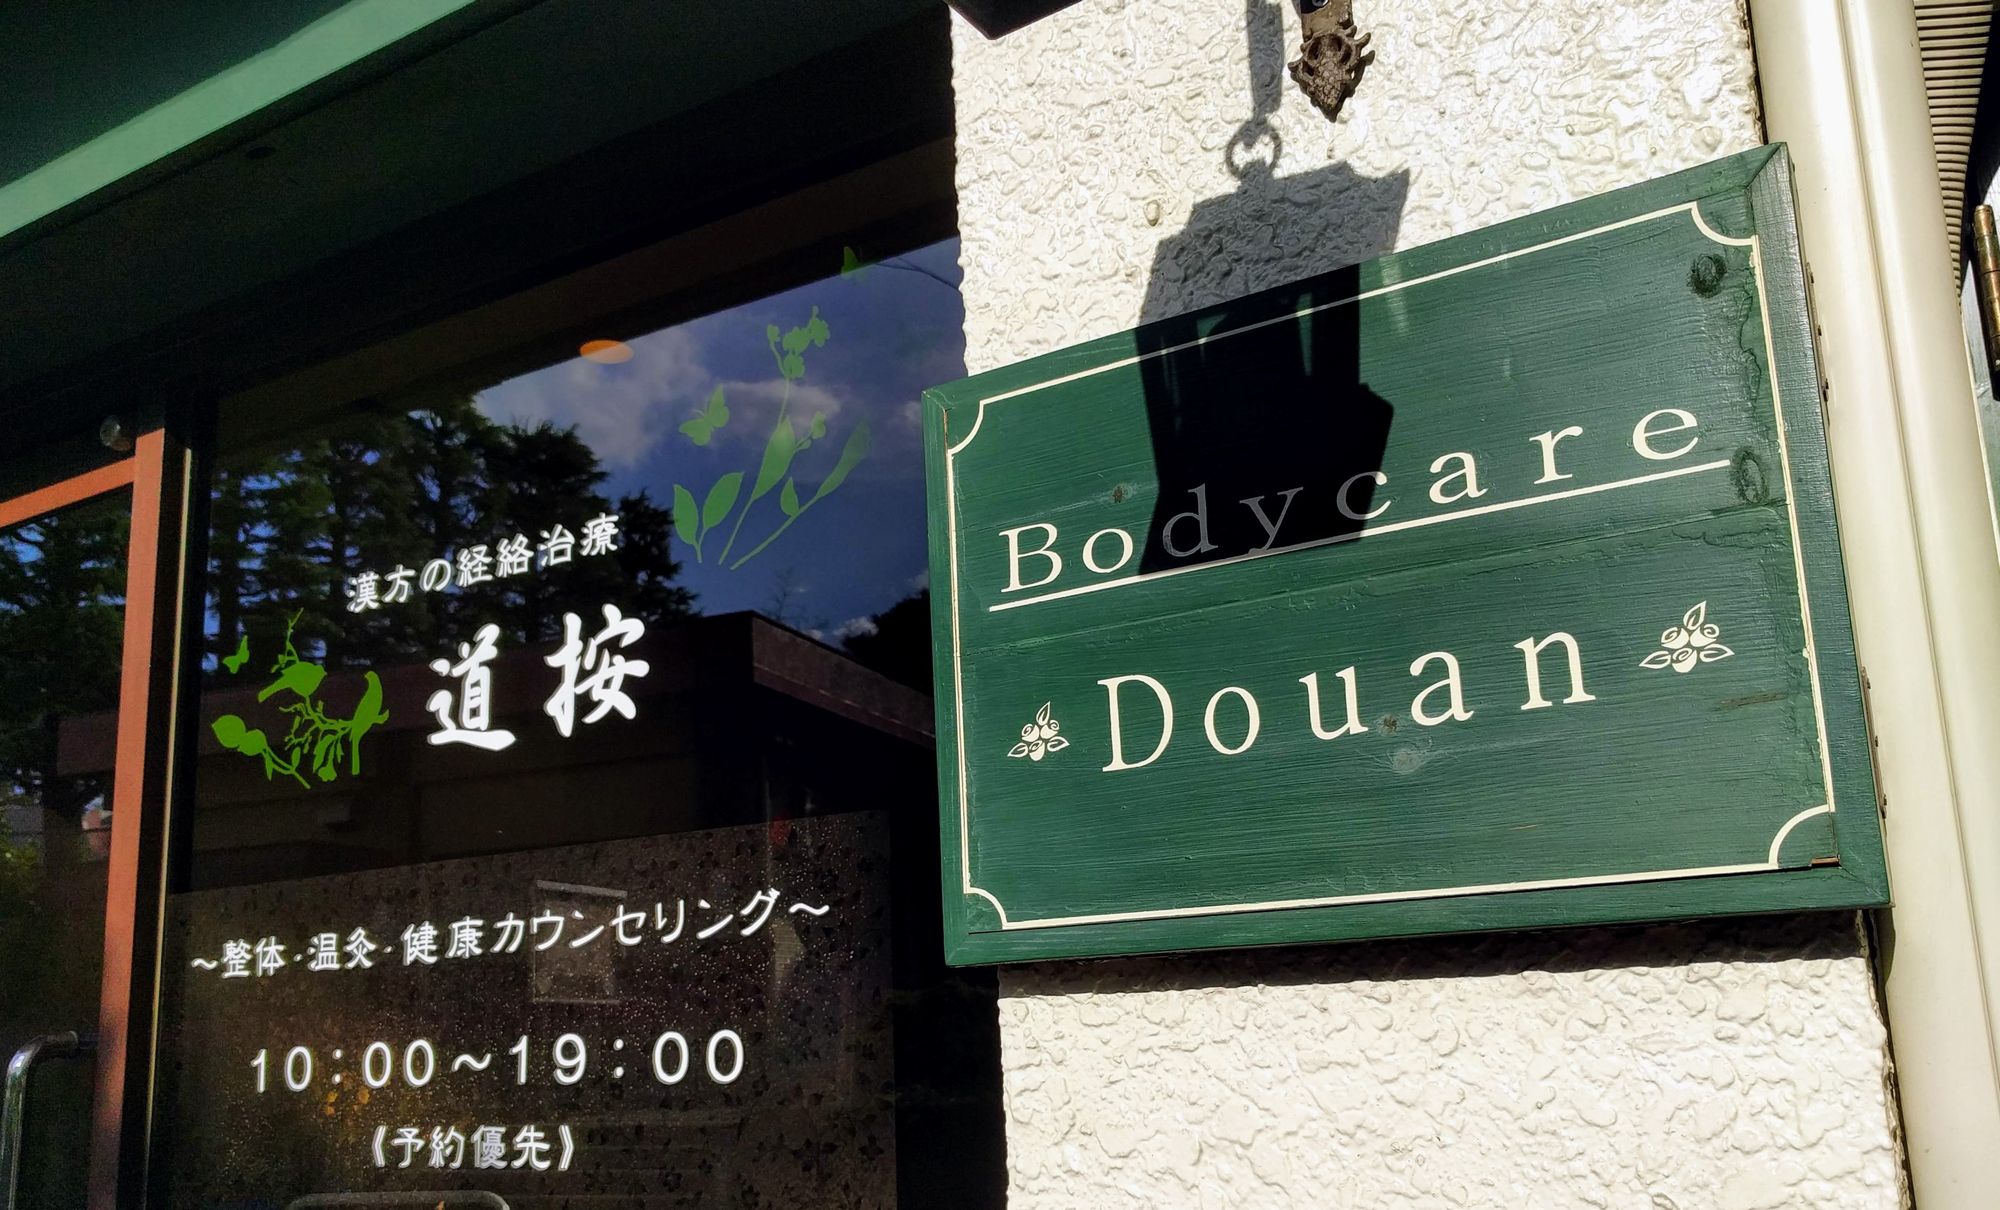 漢方の経絡治療
道按
～整体・温灸・健康カウンセリング～
10：00～19：00
《予約優先》
Bodycare
Douan